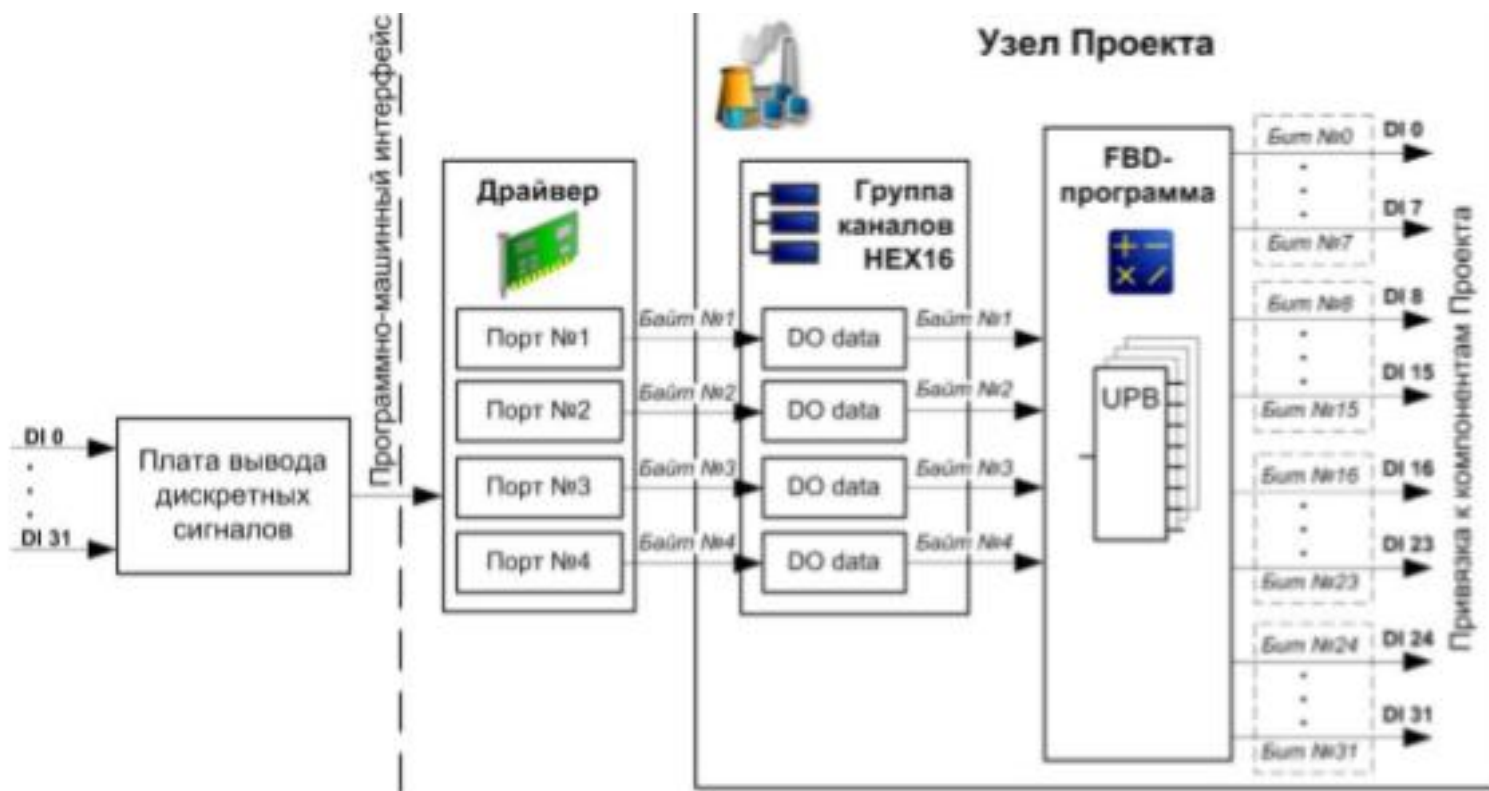 Узел Проекта
Программно-машинный интерфейс
DI 0
DI 31
Плата вывода
дискретных
сигналов
Драйвер
Порт №1
Порт №2
Порт №3
Порт №4
Байт №1
Байт №2
Байт №3
Байт №4
Группа
каналов
HEX16
DO data
DO data
DO data
DO data
Байт №1
Байт №2
Байт №3
Байт №4
FBD-
программа
UPB
Бит №0
DI 0
DI 7
Бит №7
Бит №8
DI 8
DI 15
Бит №15
Бит №16
DI 16
DI 23
Бит №23
Бит №24
DI 24
DI 31
Бит №31
Привязка к компонентам Проекта